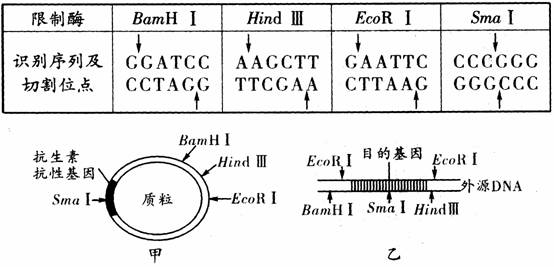 限制酶 BamH Ⅰ Hind Ⅲ EcoR Ⅰ Sma Ⅰ
识别序列及切割位点
GGATCC AAGCTT GAATTC CCCGGG
CCTAGG TTCGAA CTTAAG GGGCCC
BamH Ⅰ
Hind Ⅲ
抗生素
抗性基因
Sma Ⅰ
质粒
EcoR Ⅰ
甲
目的基因
EcoR Ⅰ EcoR Ⅰ
外源DNA
BamH Ⅰ Sma Ⅰ Hind Ⅲ
乙